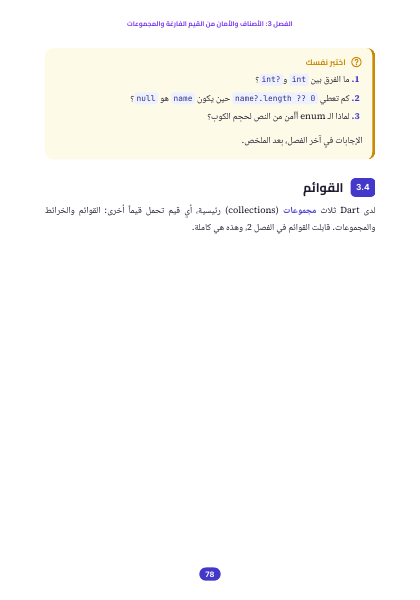 الفصل 3: الأصناف والأمان من القيم الفارغة والمجموعات
اختبر نفسك
1. ما الفرق بين int و int? ؟
2. كم تعطي name?.length ?? 0 حين يكون name هو null ؟
3. لماذا الـ enum أأمن من النص لحجم الكوب؟
الإجابات في آخر الفصل، بعد الملخص.
3.4 القوائم
لدى Dart ثلاث مجموعات (collections) رئيسية، أي قيم تحمل قيماً أخرى: القوائم والخرائط
والمجموعات. قابلت القوائم في الفصل 2، وهذه هي كاملة.
78